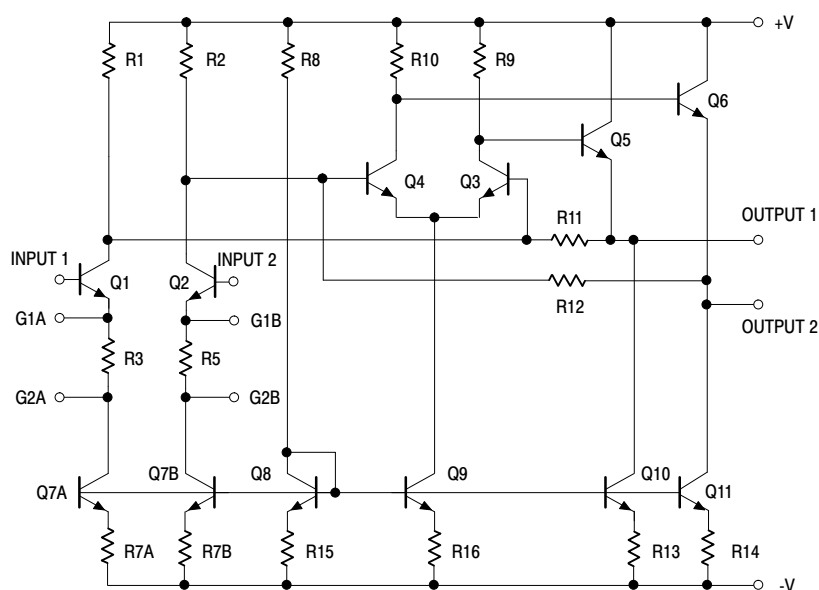 +V
R1
R2
R8
R10
R9
Q6
Q5
Q4
Q3
R11
OUTPUT 1
INPUT 1
Q1
Q2
INPUT 2
R12
G1A
G1B
OUTPUT 2
R3
R5
G2A
G2B
Q7A
Q7B
Q8
Q9
Q10
Q11
R7A
R7B
R15
R16
R13
R14
-V